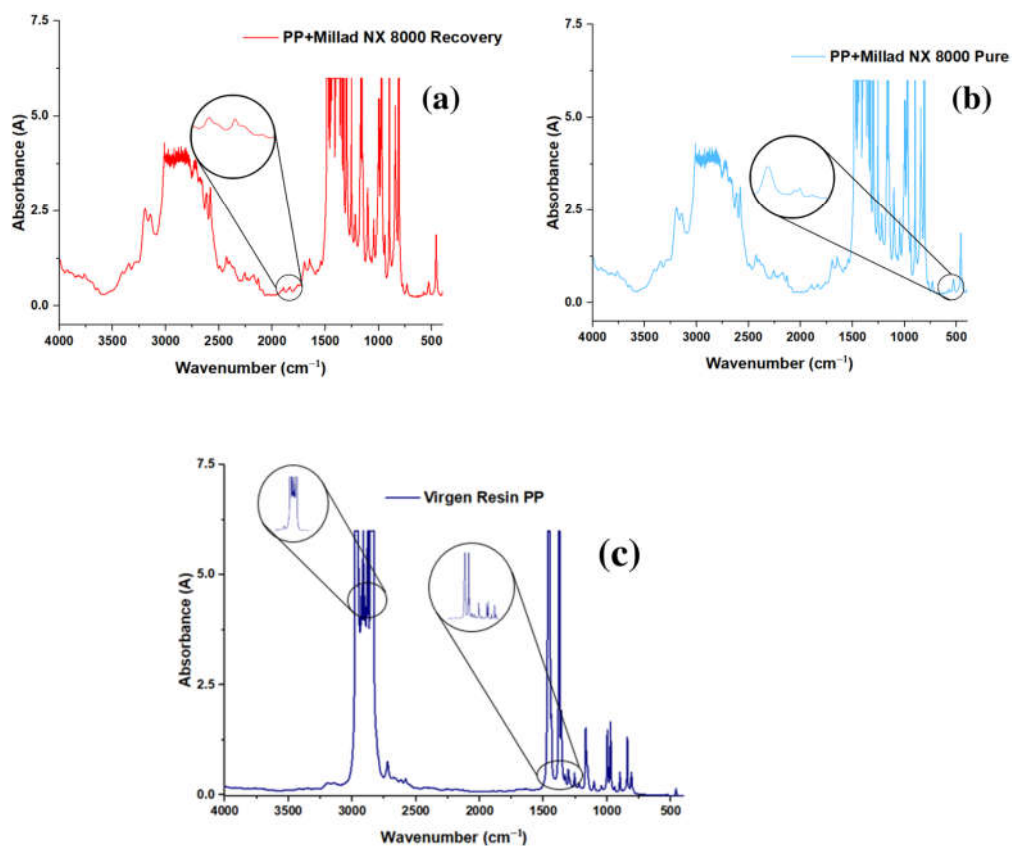 7.5
PP+Millad NX 8000 Recovery
(a)
5.0
Absorbance (A)
2.5
0.0
4000 3500 3000 2500 2000 1500 1000 500
Wavenumber (cm⁻¹)
7.5
PP+Millad NX 8000 Pure
(b)
5.0
Absorbance (A)
2.5
0.0
4000 3500 3000 2500 2000 1500 1000 500
Wavenumber (cm⁻¹)
7.5
Virgen Resin PP
(c)
5.0
Absorbance (A)
2.5
0.0
4000 3500 3000 2500 2000 1500 1000 500
Wavenumber (cm⁻¹)